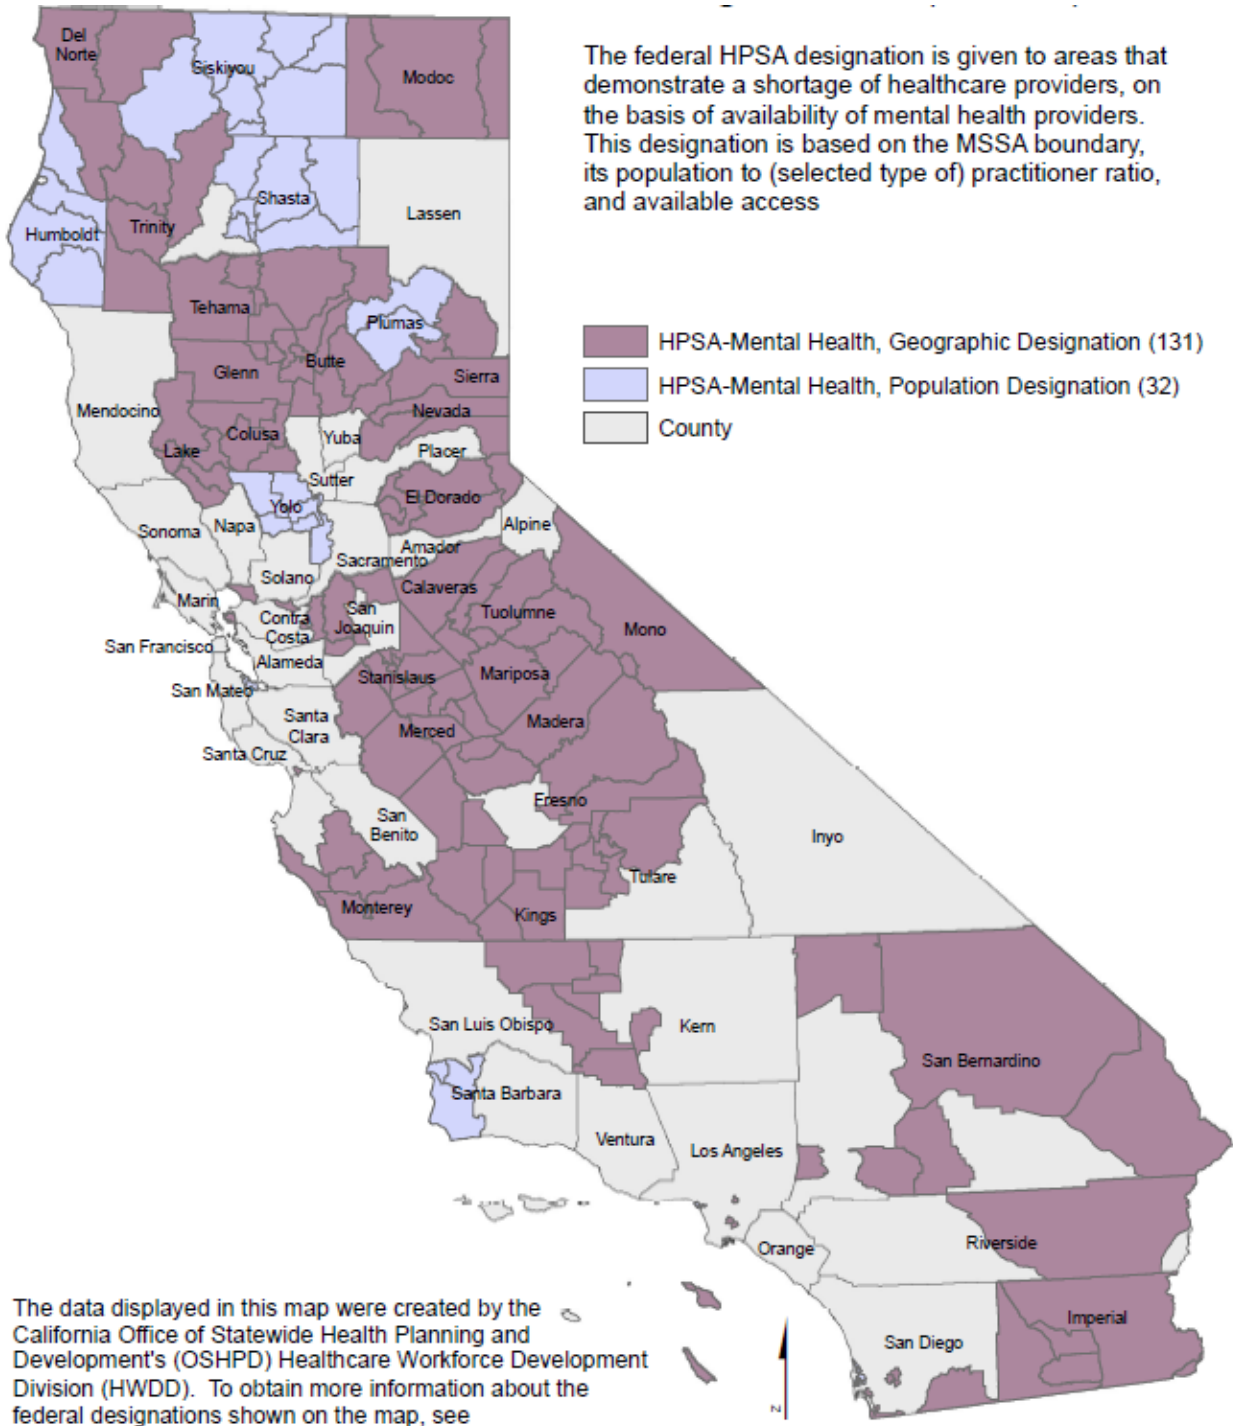 The federal HPSA designation is given to areas that
demonstrate a shortage of healthcare providers, on
the basis of availability of mental health providers.
This designation is based on the MSSA boundary,
its population to (selected type of) practitioner ratio,
and available access
HPSA-Mental Health, Geographic Designation (131)
HPSA-Mental Health, Population Designation (32)
County
Del
Norte
Siskiyou
Modoc
Shasta
Lassen
Humboldt
Trinity
Tehama
Plumas
Butte
Glenn
Sierra
Mendocino
Nevada
Colusa
Yuba
Lake
Placer
Sutter
El Dorado
Yolo
Napa
Sonoma
Alpine
Amador
Sacramento
Solano
Calaveras
Marin
San
Joaquin
Tuolumne
Contra
Costa
Mono
San Francisco
Alameda
Stanislaus
Mariposa
San Mateo
Santa
Clara
Merced
Madera
Santa Cruz
Fresno
San
Benito
Inyo
Tulare
Monterey
Kings
San Luis Obispo
Kern
San Bernardino
Santa Barbara
Ventura
Los Angeles
Orange
Riverside
Imperial
San Diego
N
The data displayed in this map were created by the
California Office of Statewide Health Planning and
Development's (OSHPD) Healthcare Workforce Development
Division (HWDD). To obtain more information about the
federal designations shown on the map, see